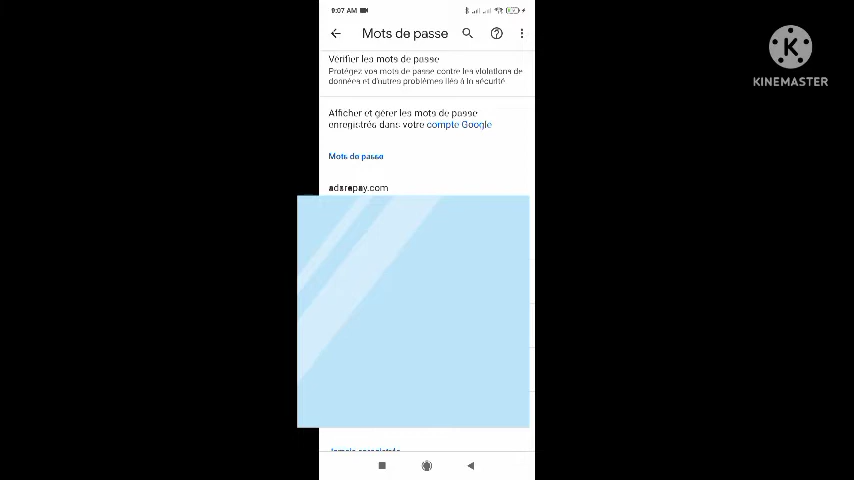 9:07 AM
Mots de passe
KINEMASTER
Vérifier les mots de passe
Protégez vos mots de passe contre les violations de
données et d'autres problèmes liés à la sécurité
Afficher et gérer les mots de passe
enregistrés dans votre compte Google
Mots de passe
adsrepay.com